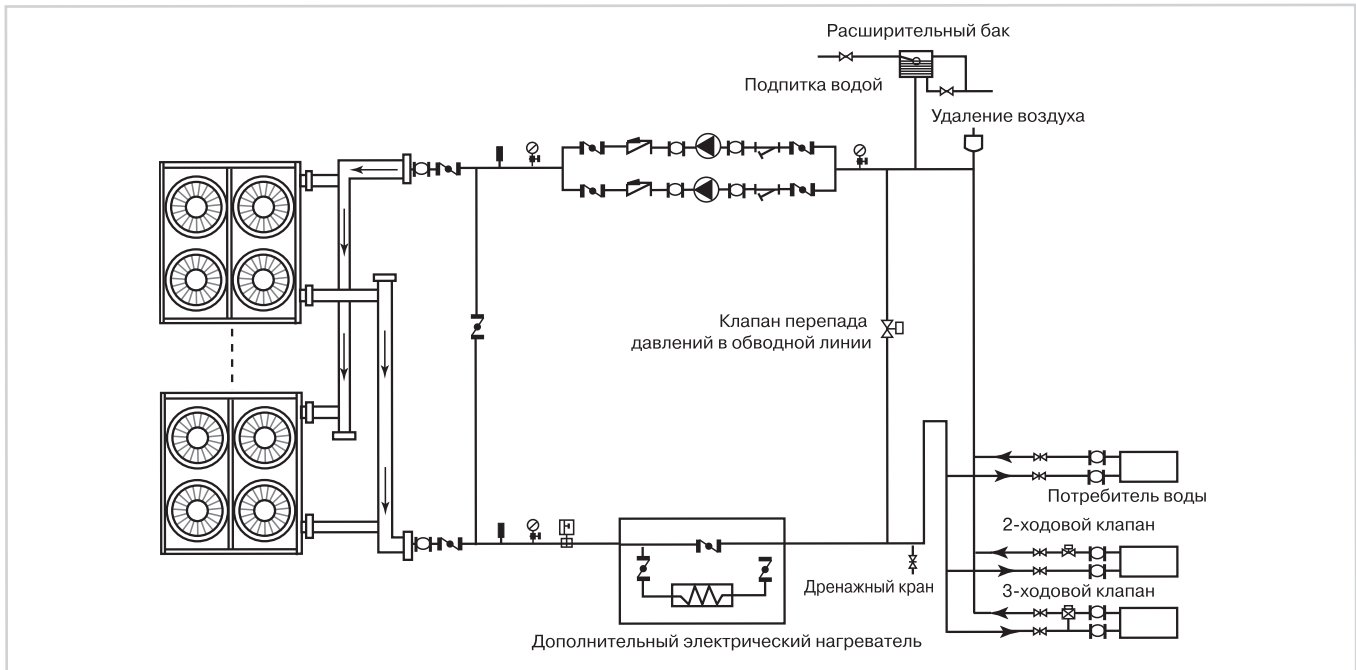 Расширительный бак
Подпитка водой
Удаление воздуха
Клапан перепада
давлений в обводной линии
Потребитель воды
2-ходовой клапан
3-ходовой клапан
Дренажный кран
Дополнительный электрический нагреватель